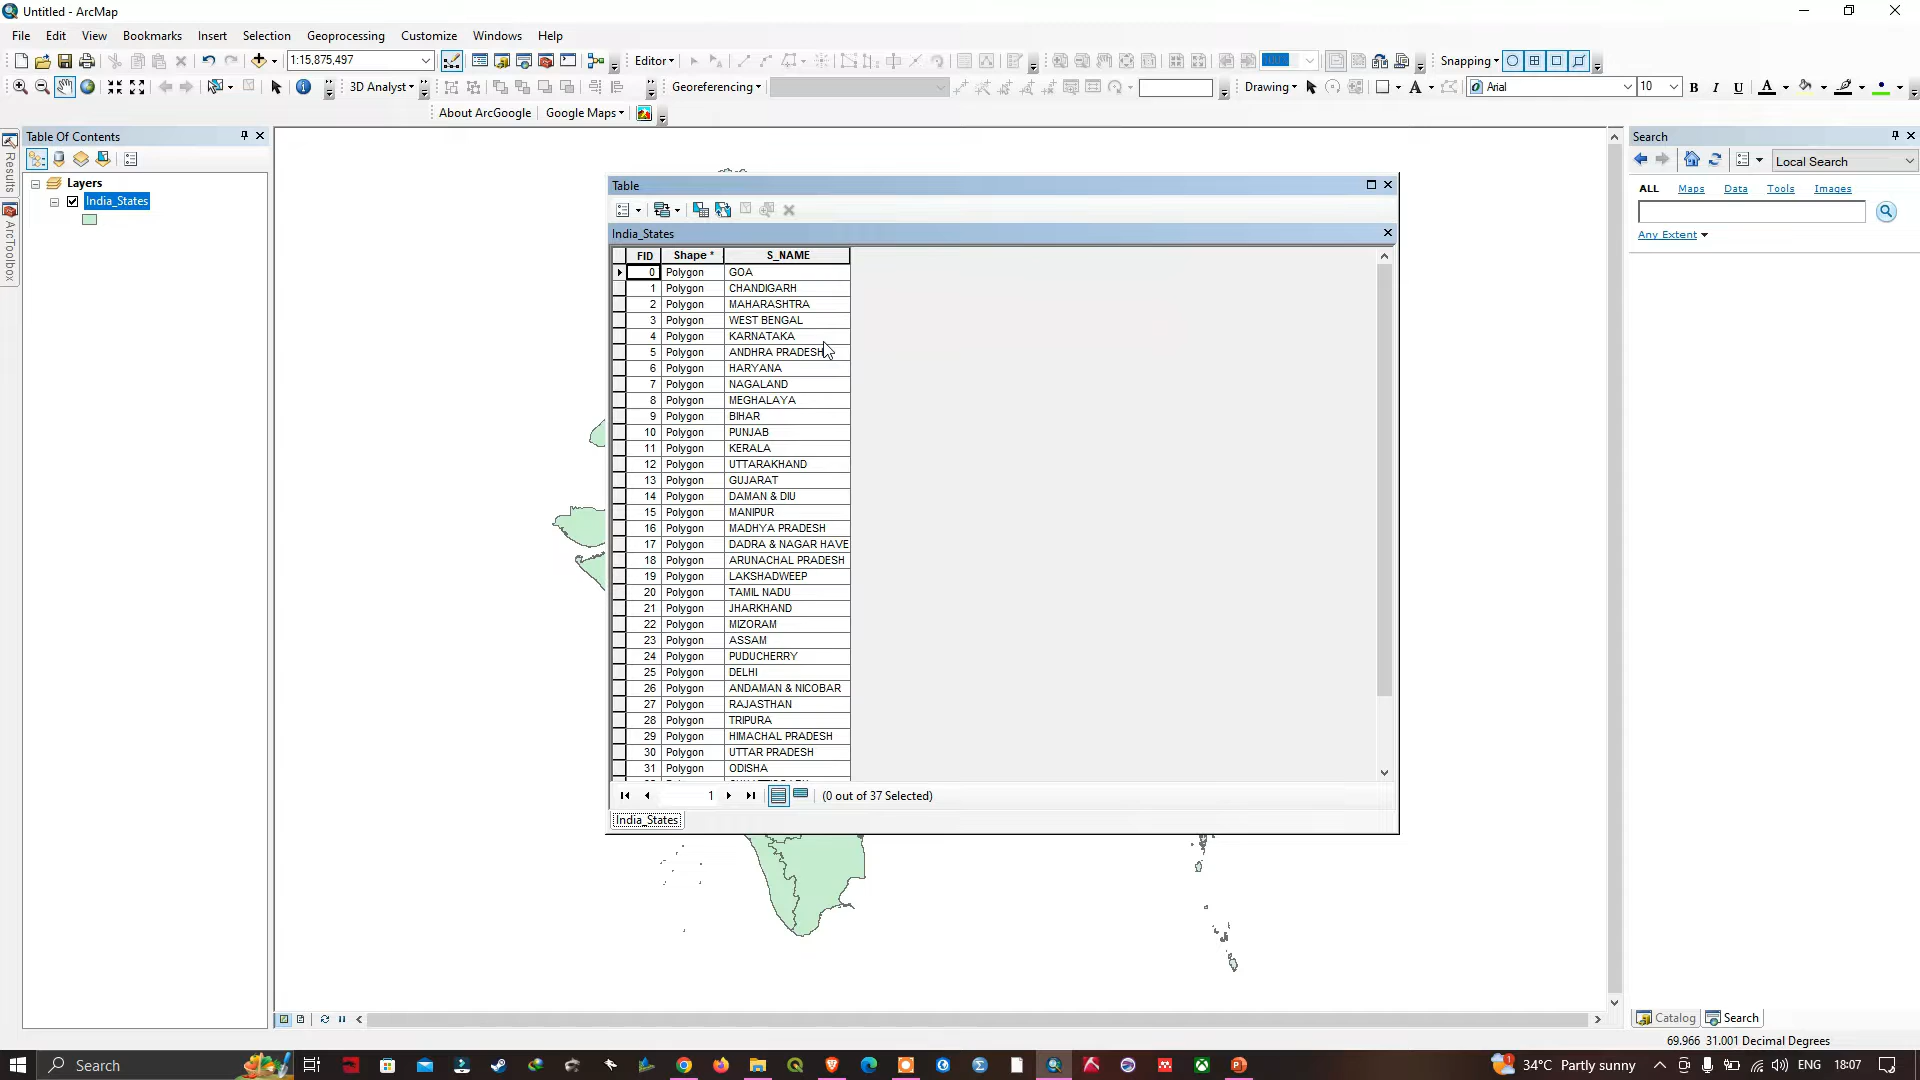 Untitled - ArcMap
File Edit View Bookmarks Insert Selection Geoprocessing Customize Windows Help
1:15,875,497 Editor Snapping
3D Analyst Georeferencing Drawing Arial 10 B I U A
About ArcGoogle Google Maps
Table Of Contents
Layers
India_States
Results
ArcToolbox
Table
India_States
FID Shape * S_NAME
0 Polygon GOA
1 Polygon CHANDIGARH
2 Polygon MAHARASHTRA
3 Polygon WEST BENGAL
4 Polygon KARNATAKA
5 Polygon ANDHRA PRADESH
6 Polygon HARYANA
7 Polygon NAGALAND
8 Polygon MEGHALAYA
9 Polygon BIHAR
10 Polygon PUNJAB
11 Polygon KERALA
12 Polygon UTTARAKHAND
13 Polygon GUJARAT
14 Polygon DAMAN & DIU
15 Polygon MANIPUR
16 Polygon MADHYA PRADESH
17 Polygon DADRA & NAGAR HAVE
18 Polygon ARUNACHAL PRADESH
19 Polygon LAKSHADWEEP
20 Polygon TAMIL NADU
21 Polygon JHARKHAND
22 Polygon MIZORAM
23 Polygon ASSAM
24 Polygon PUDUCHERRY
25 Polygon DELHI
26 Polygon ANDAMAN & NICOBAR
27 Polygon RAJASTHAN
28 Polygon TRIPURA
29 Polygon HIMACHAL PRADESH
30 Polygon UTTAR PRADESH
31 Polygon ODISHA
1 (0 out of 37 Selected)
India_States
Search
Local Search
ALL Maps Data Tools Images
Any Extent
Catalog Search
69.966 31.001 Decimal Degrees
Search 34°C Partly sunny ENG 18:07